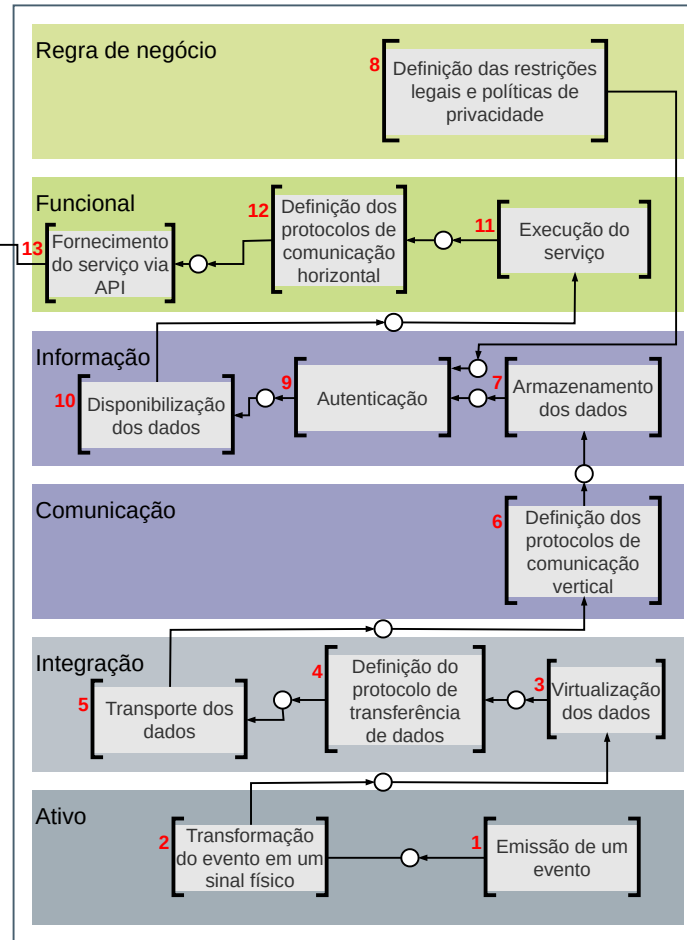 Regra de negócio
8
Definição das restrições
legais e políticas de
privacidade
Funcional
13
Fornecimento
do serviço via
API
12
Definição dos
protocolos de
comunicação
horizontal
11
Execução do
serviço
Informação
10
Disponibilização
dos dados
9
Autenticação
7
Armazenamento
dos dados
Comunicação
6
Definição dos
protocolos de
comunicação
vertical
Integração
5
Transporte dos
dados
4
Definição do
protocolo de
transferência
de dados
3
Virtualização
dos dados
Ativo
2
Transformação
do evento em um
sinal físico
1
Emissão de um
evento